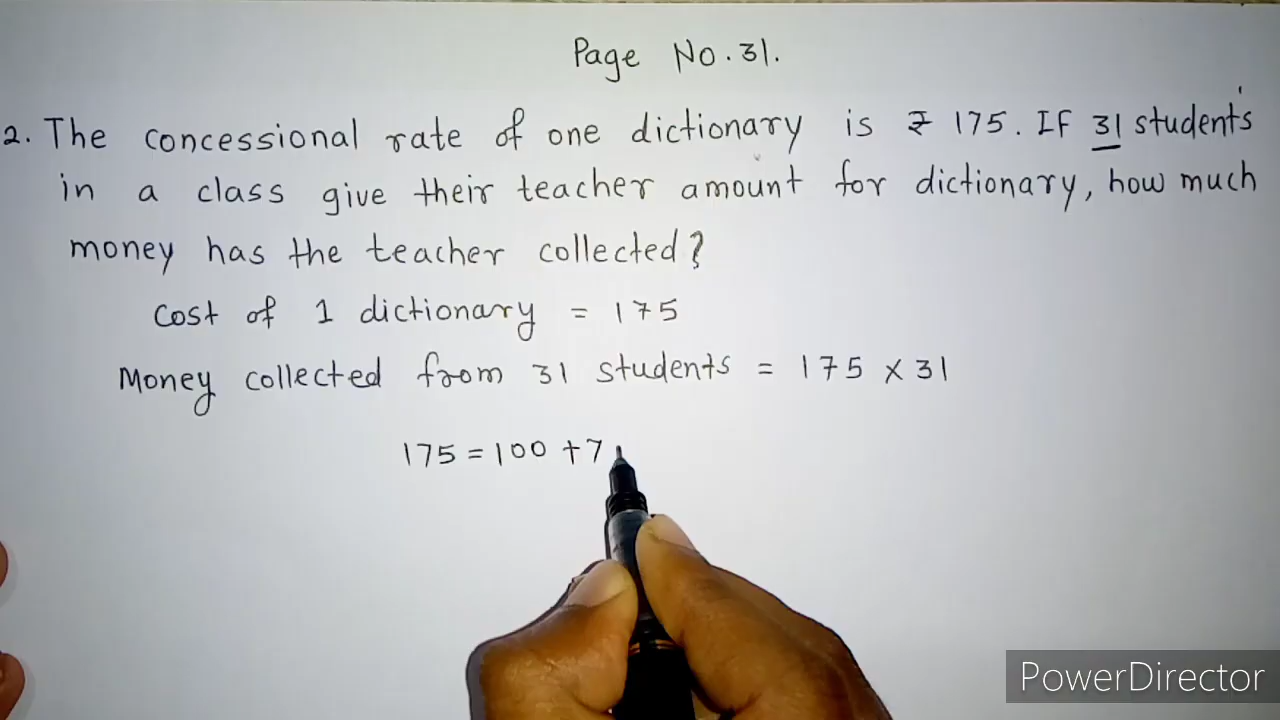 Page No. 31.
2. The concessional rate of one dictionary is ₹ 175. If 31 students
in a class give their teacher amount for dictionary, how much
money has the teacher collected?
Cost of 1 dictionary = 175
Money collected from 31 students = 175 x 31
175 = 100 + 7
PowerDirector